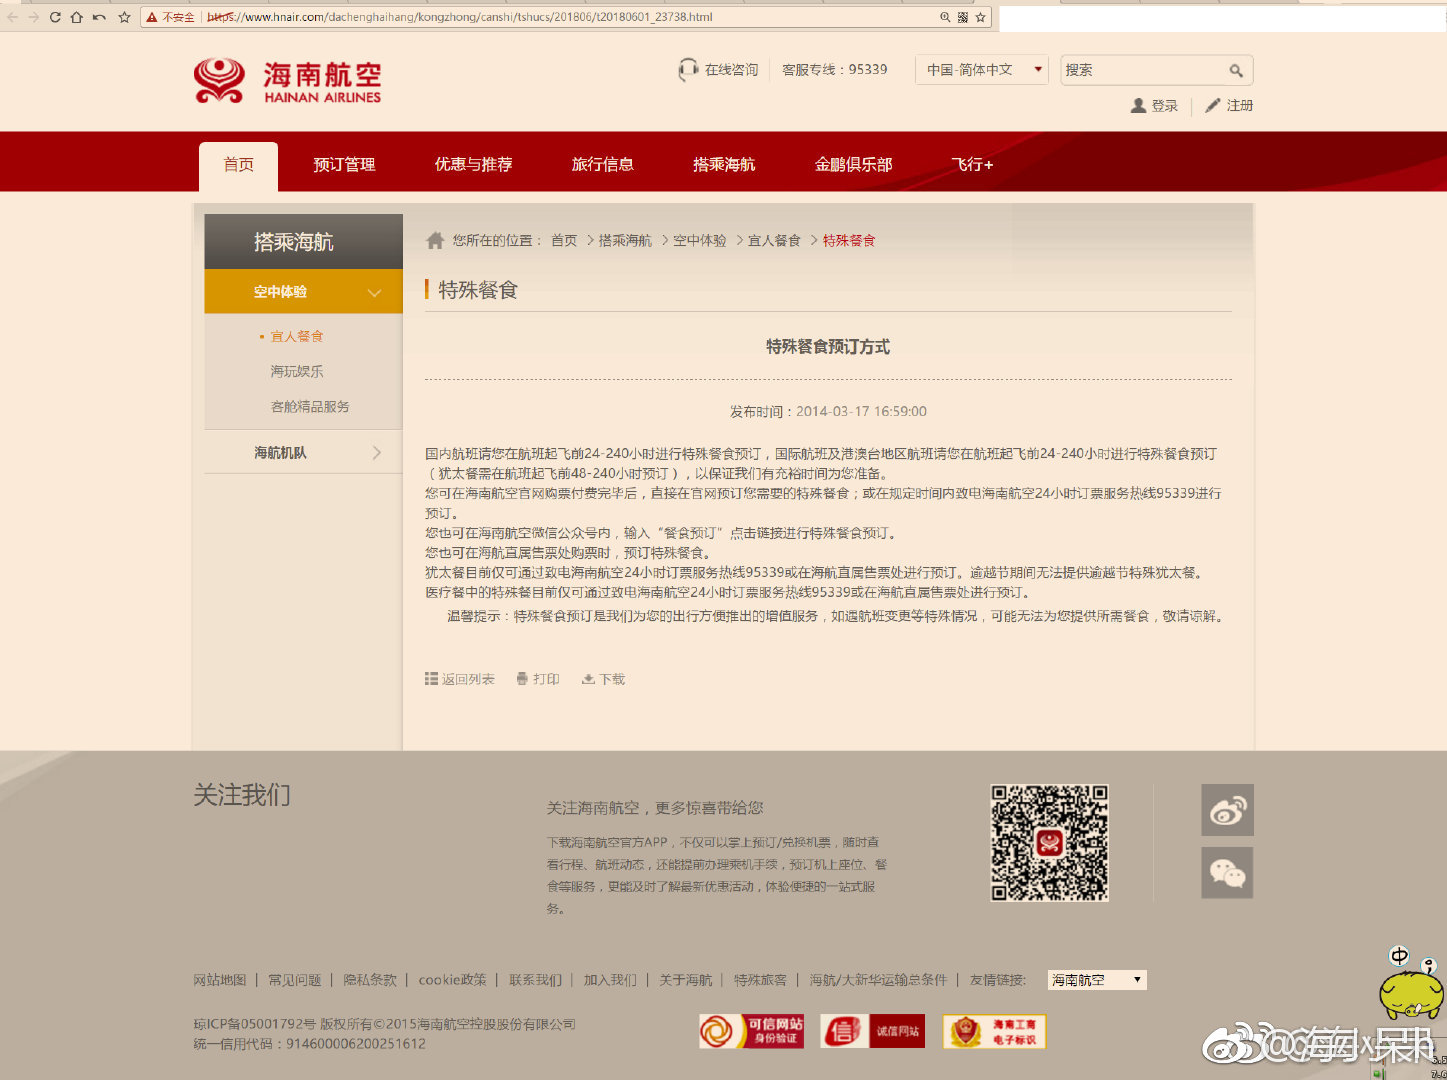 不安全 https://www.hnair.com/dachenghaihang/kongzhong/canshi/tshucs/201806/t20180601_23738.html
海南航空
HAINAN AIRLINES
在线咨询 客服专线：95339 中国-简体中文 搜索
登录 注册
首页 预订管理 优惠与推荐 旅行信息 搭乘海航 金鹏俱乐部 飞行+
搭乘海航
空中体验
宜人餐食
海玩娱乐
客舱精品服务
海航机队
您所在的位置： 首页 >搭乘海航 >空中体验 >宜人餐食 >特殊餐食
特殊餐食
特殊餐食预订方式
发布时间：2014-03-17 16:59:00
国内航班请您在航班起飞前24-240小时进行特殊餐食预订，国际航班及港澳台地区航班请您在航班起飞前24-240小时进行特殊餐食预订
（犹太餐需在航班起飞前48-240小时预订），以保证我们有充裕时间为您准备。
您可在海南航空官网购票付费完毕后，直接在官网预订您需要的特殊餐食；或在规定时间内致电海南航空24小时订票服务热线95339进行
预订。
您也可在海南航空微信公众号内，输入“餐食预订”点击链接进行特殊餐食预订。
您也可在海航直属售票处购票时，预订特殊餐食。
犹太餐目前仅可通过致电海南航空24小时订票服务热线95339或在海航直属售票处进行预订。逾越节期间无法提供逾越节特殊犹太餐。
医疗餐中的特殊餐目前仅可通过致电海南航空24小时订票服务热线95339或在海航直属售票处进行预订。
温馨提示：特殊餐食预订是我们为您的出行方便推出的增值服务，如遇航班变更等特殊情况，可能无法为您提供所需餐食，敬请谅解。
返回列表 打印 下载
关注我们
关注海南航空，更多惊喜带给您
下载海南航空官方APP，不仅可以掌上预订/兑换机票，随时查
看行程、航班动态，还能提前办理乘机手续，预订机上座位、餐
食等服务，更能及时了解最新优惠活动，体验便捷的一站式服
务。
网站地图 | 常见问题 | 隐私条款 | cookie政策 | 联系我们 | 加入我们 | 关于海航 | 特殊旅客 | 海航/大新华运输总条件 | 友情链接: 海南航空
琼ICP备05001792号 版权所有©2015海南航空控股股份有限公司
统一信用代码：914600006200251612
可信网站
身份验证
信 诚信网站
海南工商
电子标识
中